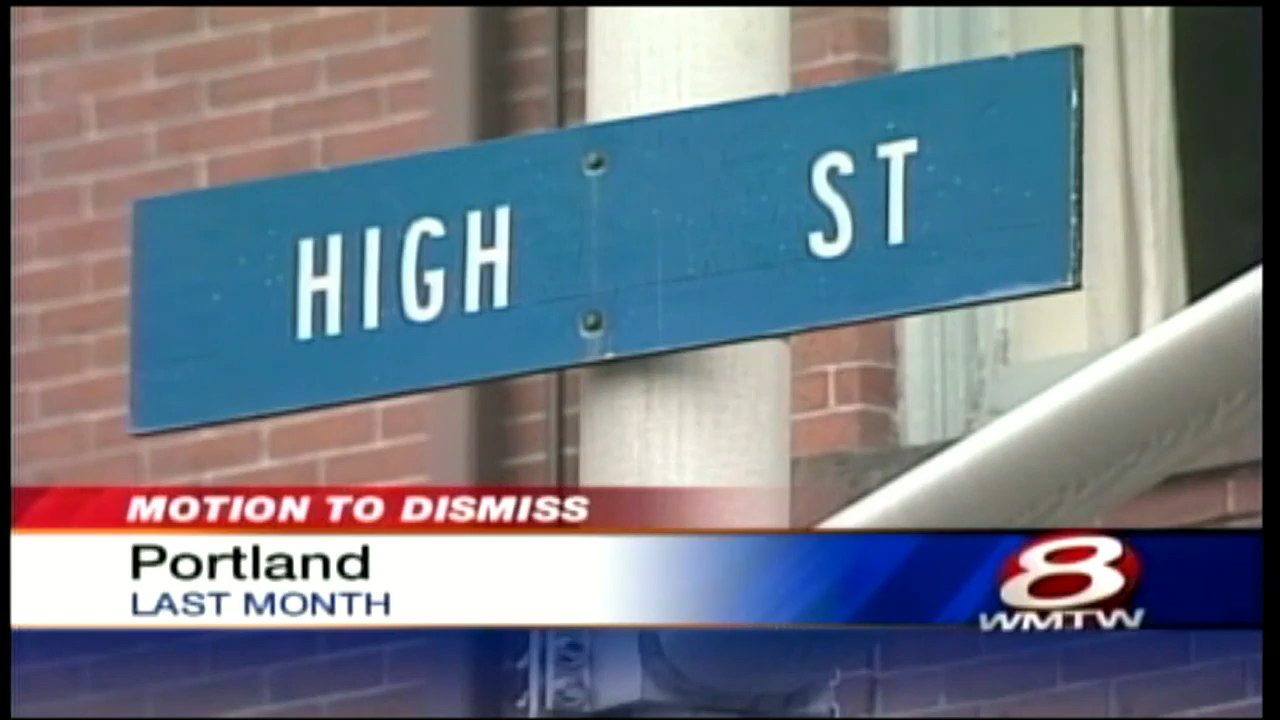 HIGH ST
MOTION TO DISMISS
Portland
LAST MONTH
8
WMTW